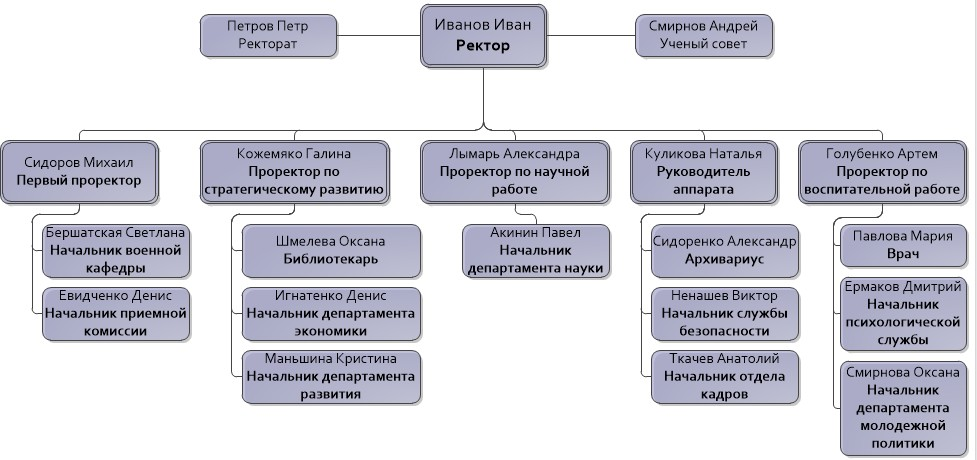 Петров Петр
Ректорат
Иванов Иван
Ректор
Смирнов Андрей
Ученый совет
Сидоров Михаил
Первый проректор
Кожемяко Галина
Проректор по
стратегическому развитию
Лымарь Александра
Проректор по научной
работе
Куликова Наталья
Руководитель
аппарата
Голубенко Артем
Проректор по
воспитательной работе
Бершатская Светлана
Начальник военной
кафедры
Евидченко Денис
Начальник приемной
комиссии
Шмелева Оксана
Библиотекарь
Игнатенко Денис
Начальник департамента
экономики
Маньшина Кристина
Начальник департамента
развития
Акинин Павел
Начальник
департамента науки
Сидоренко Александр
Архивариус
Ненашев Виктор
Начальник службы
безопасности
Ткачев Анатолий
Начальник отдела
кадров
Павлова Мария
Врач
Ермаков Дмитрий
Начальник
психологической
службы
Смирнова Оксана
Начальник
департамента
молодежной
политики